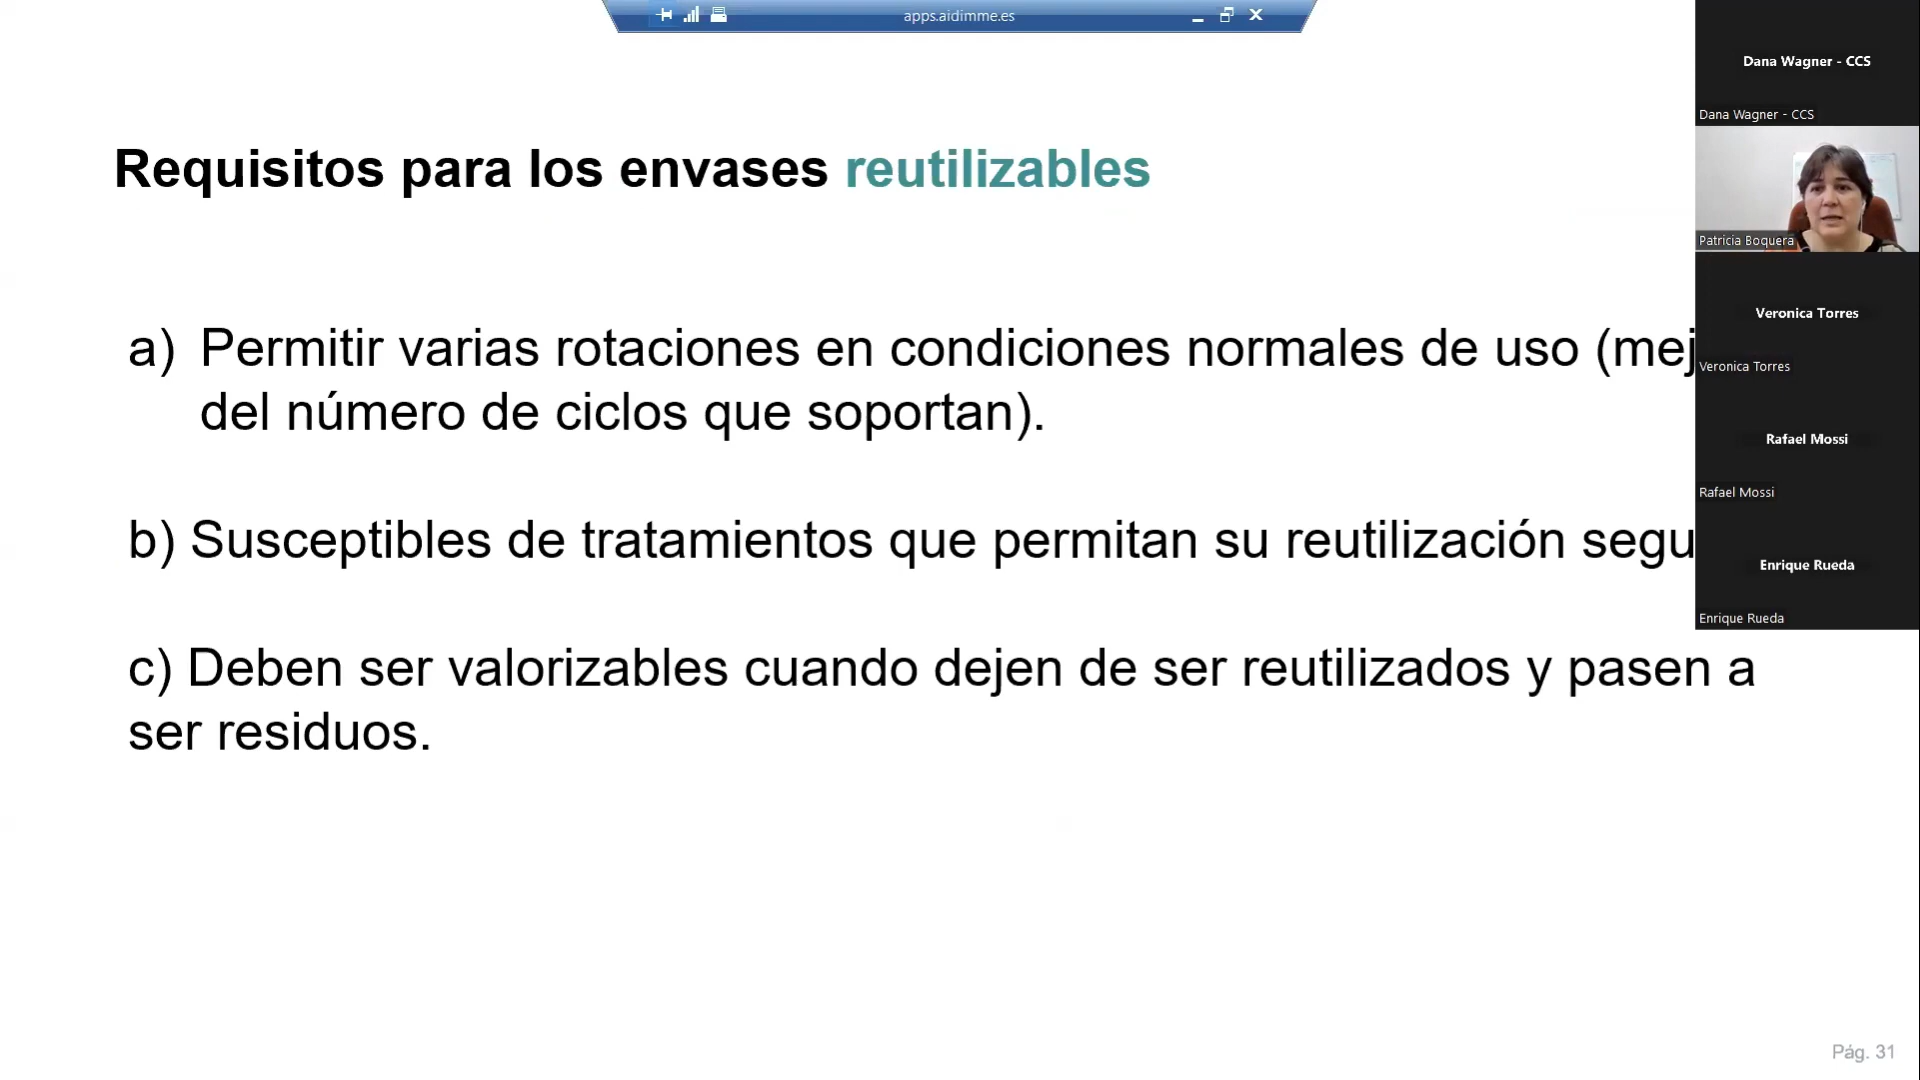 apps.aidimme.es
Requisitos para los envases reutilizables
a) Permitir varias rotaciones en condiciones normales de uso (mej
del número de ciclos que soportan).
b) Susceptibles de tratamientos que permitan su reutilización segu
c) Deben ser valorizables cuando dejen de ser reutilizados y pasen a
ser residuos.
Dana Wagner - CCS
Dana Wagner - CCS
Patricia Boquera
Veronica Torres
Veronica Torres
Rafael Mossi
Rafael Mossi
Enrique Rueda
Enrique Rueda
Pág. 31